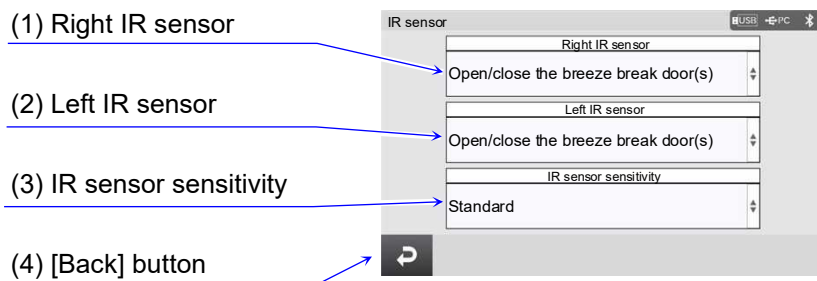 (1) Right IR sensor
(2) Left IR sensor
(3) IR sensor sensitivity
(4) [Back] button
IR sensor
USB PC
Right IR sensor
Open/close the breeze break door(s)
Left IR sensor
Open/close the breeze break door(s)
IR sensor sensitivity
Standard